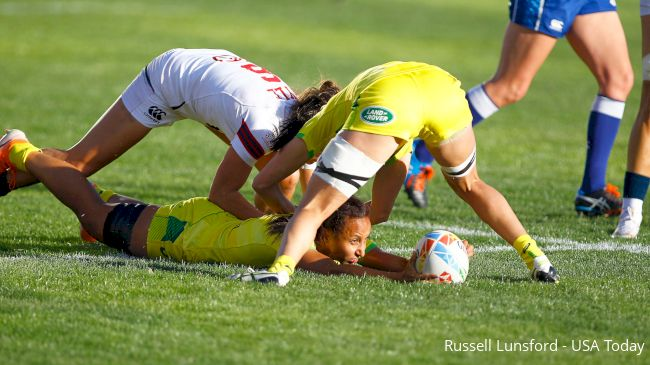 LAND-
ROVER
Russell Lunsford - USA Today